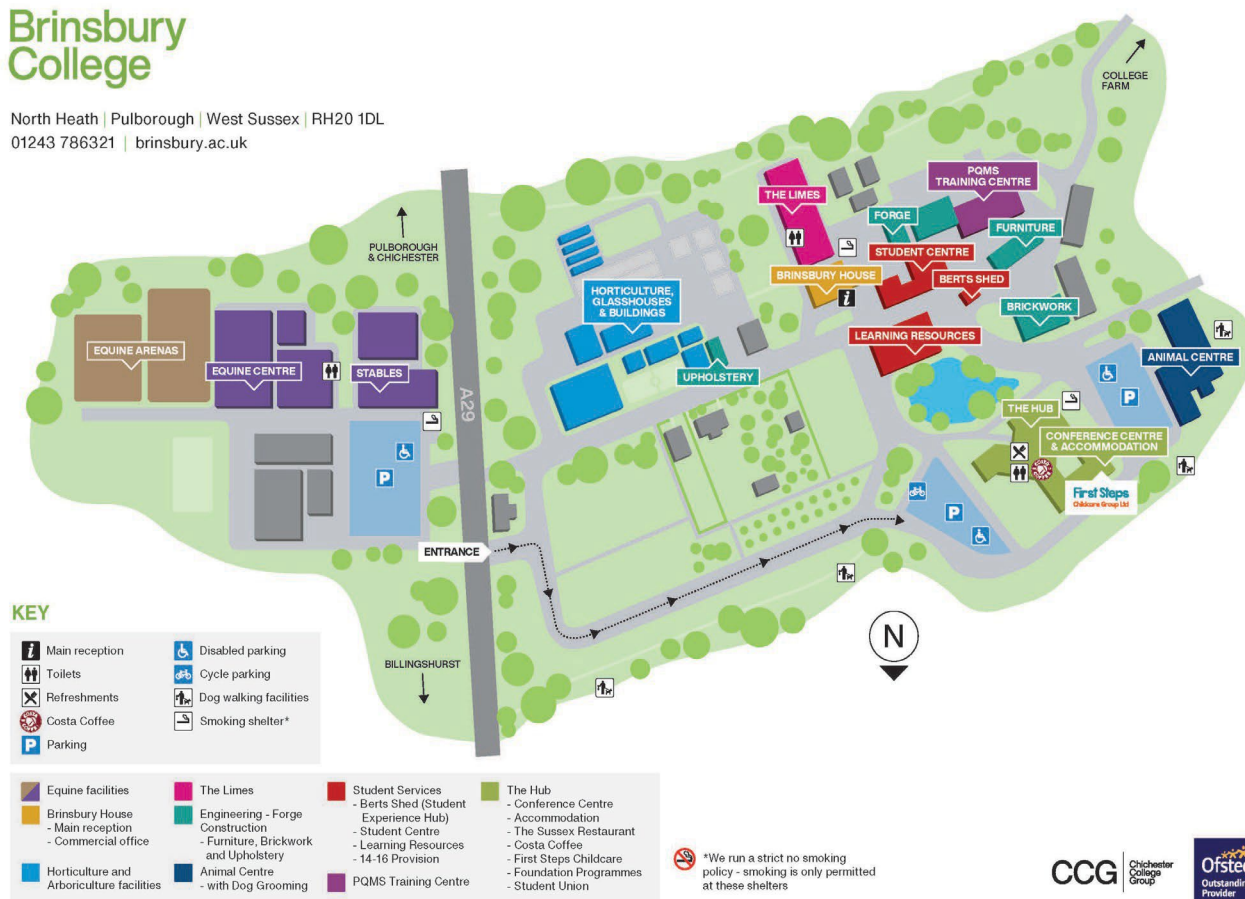 Brinsbury
College
North Heath | Pulborough | West Sussex | RH20 1DL
01243 786321 | brinsbury.ac.uk
COLLEGE
FARM
PULBOROUGH
& CHICHESTER
THE LIMES
PQMS
TRAINING CENTRE
FORGE
FURNITURE
STUDENT CENTRE
BRINSBURY HOUSE
BERTS SHED
i
HORTICULTURE,
GLASSHOUSES
& BUILDINGS
BRICKWORK
LEARNING RESOURCES
EQUINE ARENAS
EQUINE CENTRE
STABLES
UPHOLSTERY
ANIMAL CENTRE
A29
P
THE HUB
CONFERENCE CENTRE
& ACCOMMODATION
P
First Steps
Childcare Group Ltd
P
ENTRANCE
N
BILLINGSHURST
KEY
i Main reception
Toilets
Refreshments
Costa Coffee
P Parking
Disabled parking
Cycle parking
Dog walking facilities
Smoking shelter*
Equine facilities
Brinsbury House
- Main reception
- Commercial office
Horticulture and
Arboriculture facilities
The Limes
Engineering - Forge
Construction
- Furniture, Brickwork
and Upholstery
Animal Centre
- with Dog Grooming
Student Services
- Berts Shed (Student
Experience Hub)
- Student Centre
- Learning Resources
- 14-16 Provision
PQMS Training Centre
The Hub
- Conference Centre
- Accommodation
- The Sussex Restaurant
- Costa Coffee
- First Steps Childcare
- Foundation Programmes
- Student Union
*We run a strict no smoking
policy - smoking is only permitted
at these shelters
CCG
Chichester
College
Group
Ofsted
Outstanding
Provider